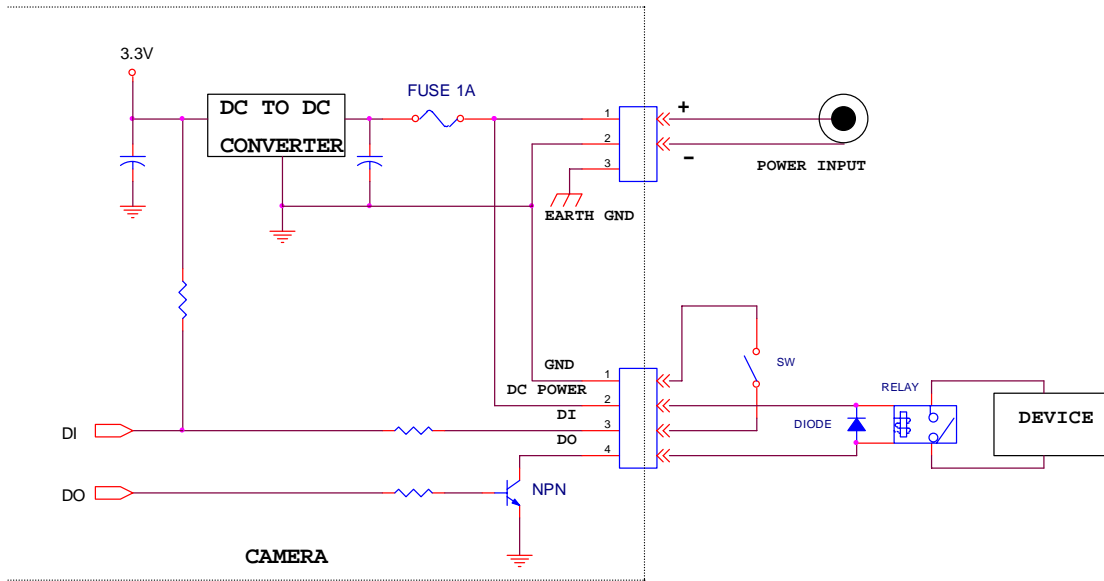 3.3V
DC TO DC
CONVERTER
FUSE 1A
1
2
3
+
-
POWER INPUT
EARTH GND
GND
DC POWER
DI
DO
1
2
3
4
SW
RELAY
DIODE
DEVICE
DI
DO
NPN
CAMERA